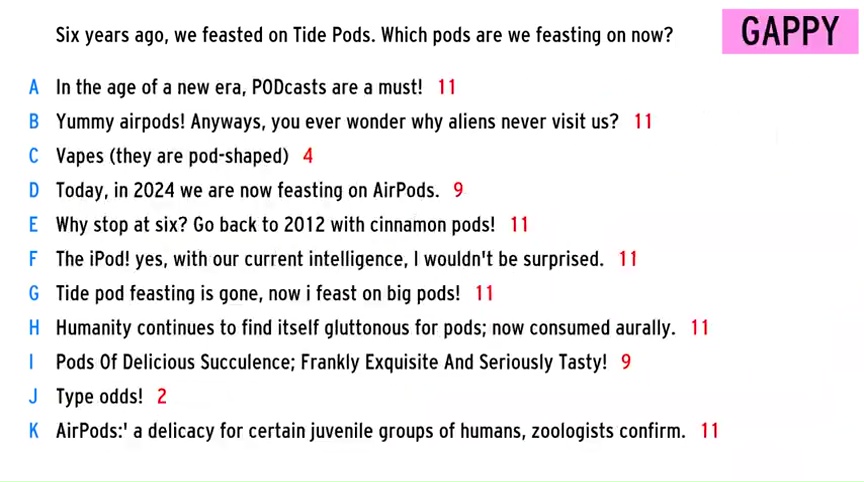 Six years ago, we feasted on Tide Pods. Which pods are we feasting on now?
GAPPY
A In the age of a new era, PODcasts are a must! 11
B Yummy airpods! Anyways, you ever wonder why aliens never visit us? 11
C Vapes (they are pod-shaped) 4
D Today, in 2024 we are now feasting on AirPods. 9
E Why stop at six? Go back to 2012 with cinnamon pods! 11
F The iPod! yes, with our current intelligence, I wouldn't be surprised. 11
G Tide pod feasting is gone, now i feast on big pods! 11
H Humanity continues to find itself gluttonous for pods; now consumed aurally. 11
I Pods Of Delicious Succulence; Frankly Exquisite And Seriously Tasty! 9
J Type odds! 2
K AirPods:' a delicacy for certain juvenile groups of humans, zoologists confirm. 11